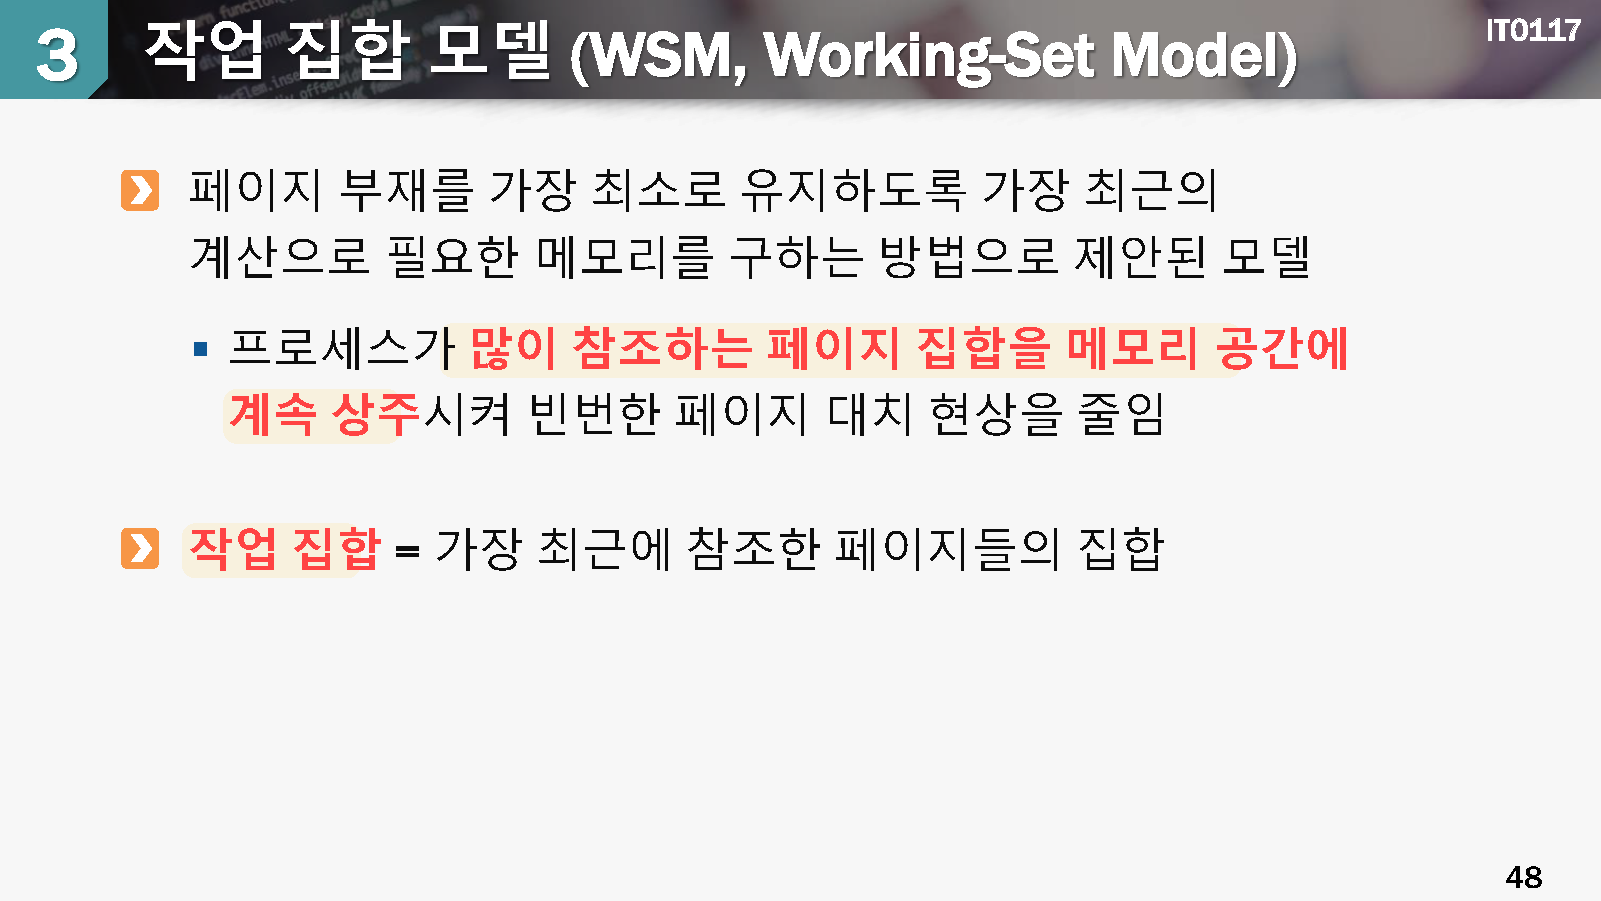 3 작업 집합 모델 (WSM, Working-Set Model)
IT0117
페이지 부재를 가장 최소로 유지하도록 가장 최근의
계산으로 필요한 메모리를 구하는 방법으로 제안된 모델
▪ 프로세스가 많이 참조하는 페이지 집합을 메모리 공간에
계속 상주시켜 빈번한 페이지 대치 현상을 줄임
작업 집합 = 가장 최근에 참조한 페이지들의 집합
48